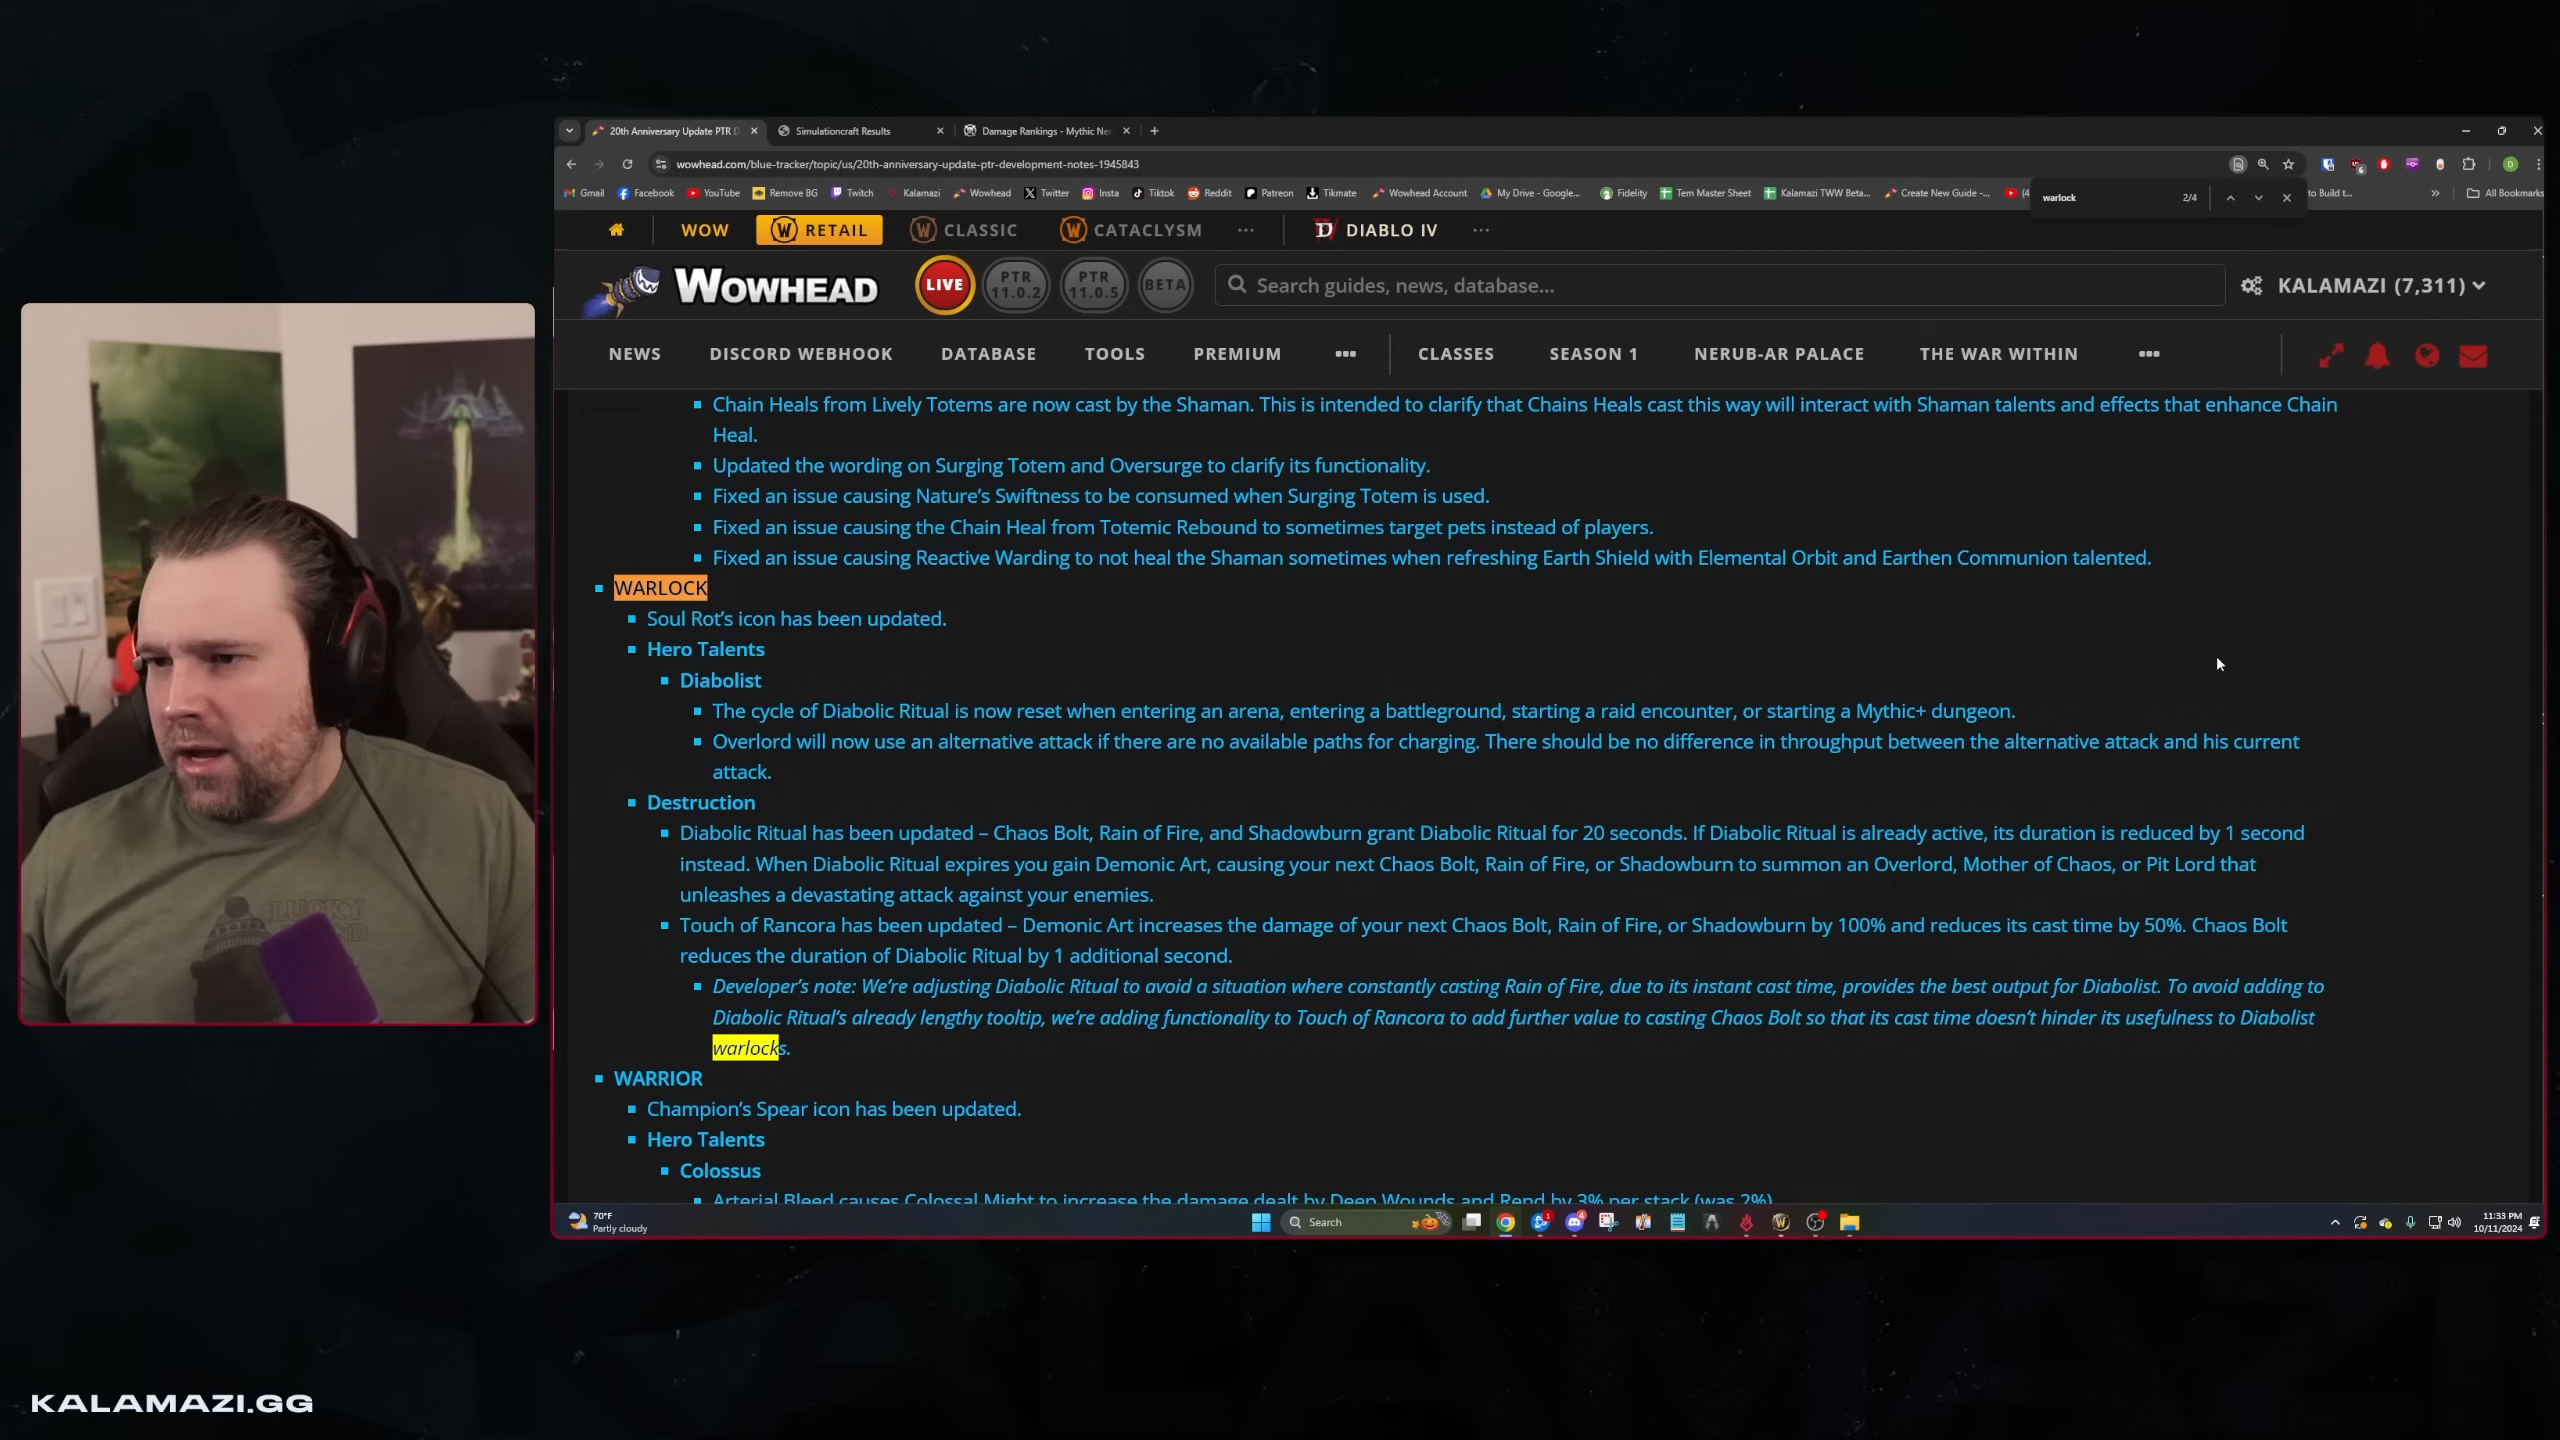 20th Anniversary Update PTR D
Simulationcraft Results
Damage Rankings - Mythic Ner
wowhead.com/blue-tracker/topic/us/20th-anniversary-update-ptr-development-notes-1945843
Gmail Facebook YouTube Remove BG Twitch Kalamazi Wowhead Twitter Insta Tiktok Reddit Patreon Tikmate Wowhead Account My Drive - Google... Fidelity Tem Master Sheet Kalamazi TWW Beta... Create New Guide -... (4 to Build t... » All Bookmarks
warlock 2/4
WOW RETAIL CLASSIC CATACLYSM ... DIABLO IV ...
WOWHEAD LIVE PTR 11.0.2 PTR 11.0.5 BETA Search guides, news, database... KALAMAZI (7,311)
NEWS DISCORD WEBHOOK DATABASE TOOLS PREMIUM ... CLASSES SEASON 1 NERUB-AR PALACE THE WAR WITHIN ...
Chain Heals from Lively Totems are now cast by the Shaman. This is intended to clarify that Chains Heals cast this way will interact with Shaman talents and effects that enhance Chain
Heal.
Updated the wording on Surging Totem and Oversurge to clarify its functionality.
Fixed an issue causing Nature's Swiftness to be consumed when Surging Totem is used.
Fixed an issue causing the Chain Heal from Totemic Rebound to sometimes target pets instead of players.
Fixed an issue causing Reactive Warding to not heal the Shaman sometimes when refreshing Earth Shield with Elemental Orbit and Earthen Communion talented.
WARLOCK
Soul Rot's icon has been updated.
Hero Talents
Diabolist
The cycle of Diabolic Ritual is now reset when entering an arena, entering a battleground, starting a raid encounter, or starting a Mythic+ dungeon.
Overlord will now use an alternative attack if there are no available paths for charging. There should be no difference in throughput between the alternative attack and his current
attack.
Destruction
Diabolic Ritual has been updated – Chaos Bolt, Rain of Fire, and Shadowburn grant Diabolic Ritual for 20 seconds. If Diabolic Ritual is already active, its duration is reduced by 1 second
instead. When Diabolic Ritual expires you gain Demonic Art, causing your next Chaos Bolt, Rain of Fire, or Shadowburn to summon an Overlord, Mother of Chaos, or Pit Lord that
unleashes a devastating attack against your enemies.
Touch of Rancora has been updated – Demonic Art increases the damage of your next Chaos Bolt, Rain of Fire, or Shadowburn by 100% and reduces its cast time by 50%. Chaos Bolt
reduces the duration of Diabolic Ritual by 1 additional second.
Developer's note: We're adjusting Diabolic Ritual to avoid a situation where constantly casting Rain of Fire, due to its instant cast time, provides the best output for Diabolist. To avoid adding to
Diabolic Ritual's already lengthy tooltip, we're adding functionality to Touch of Rancora to add further value to casting Chaos Bolt so that its cast time doesn't hinder its usefulness to Diabolist
warlocks.
WARRIOR
Champion's Spear icon has been updated.
Hero Talents
Colossus
Arterial Bleed causes Colossal Might to increase the damage dealt by Deep Wounds and Rend by 3% per stack (was 2%)
70°F
Partly cloudy
Search
11:33 PM
10/11/2024
LUCKY
KALAMAZI.GG